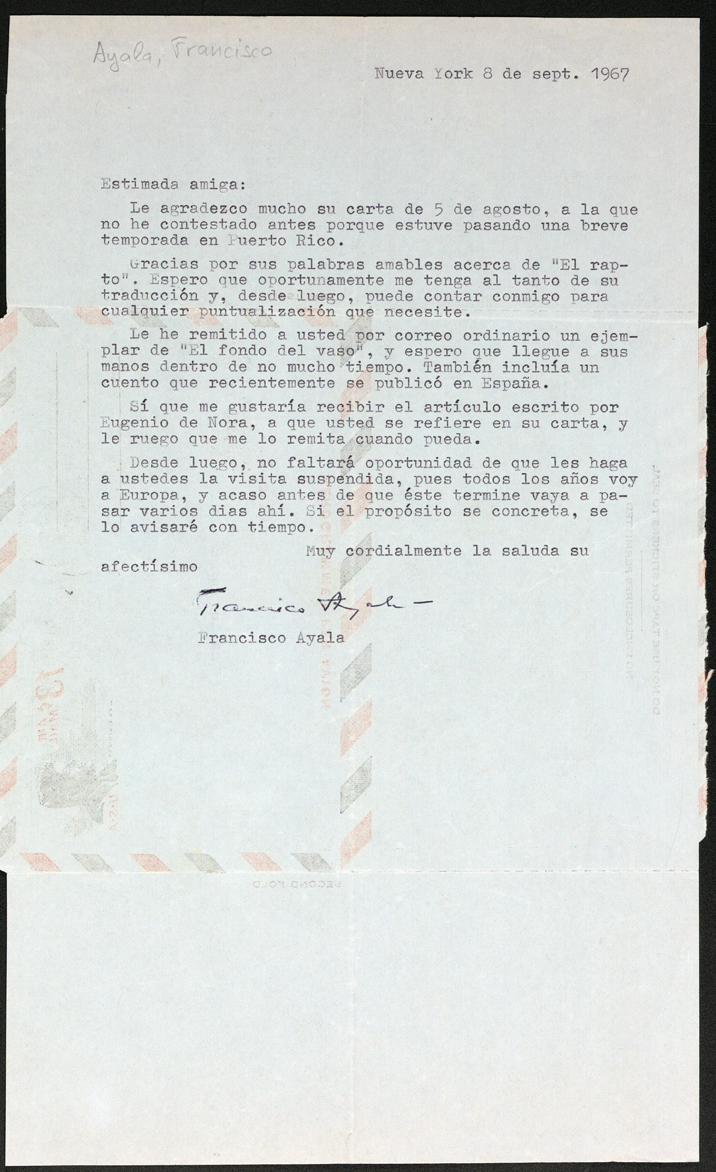 Ayala, Francisco
Nueva York 8 de sept. 1967
Estimada amiga:
Le agradezco mucho su carta de 5 de agosto, a la que
no he contestado antes porque estuve pasando una breve
temporada en Puerto Rico.
Gracias por sus palabras amables acerca de "El rap-
to". Espero que oportunamente me tenga al tanto de su
traducción y, desde luego, puede contar conmigo para
cualquier puntualización que necesite.
Le he remitido a usted por correo ordinario un ejem-
plar de "El fondo del vaso", y espero que llegue a sus
manos dentro de no mucho tiempo. También incluía un
cuento que recientemente se publicó en España.
Sí que me gustaría recibir el artículo escrito por
Eugenio de Nora, a que usted se refiere en su carta, y
le ruego que me lo remita cuando pueda.
Desde luego, no faltará oportunidad de que les haga
a ustedes la visita suspendida, pues todos los años voy
a Europa, y acaso antes de que éste termine vaya a pa-
sar varios dias ahí. Si el propósito se concreta, se
lo avisaré con tiempo.
Muy cordialmente la saluda su
afectísimo
Francisco Ayala
Francisco Ayala
SECOND FOLD